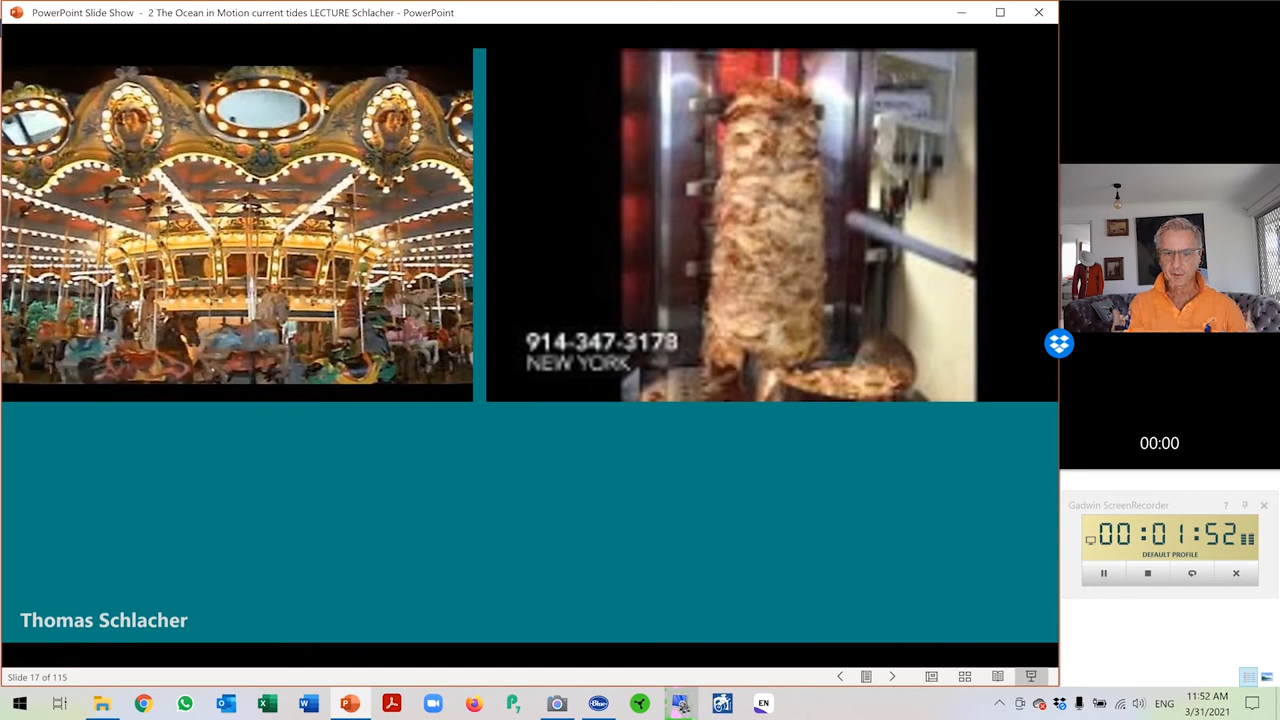 PowerPoint Slide Show - 2 The Ocean in Motion current tides LECTURE Schlacher - PowerPoint
914-347-3178
NEW YORK
00:00
Gadwin ScreenRecorder
?
00:01:52
DEFAULT PROFILE
Thomas Schlacher
Slide 17 of 115
ENG
11:52 AM
3/31/2021
EN